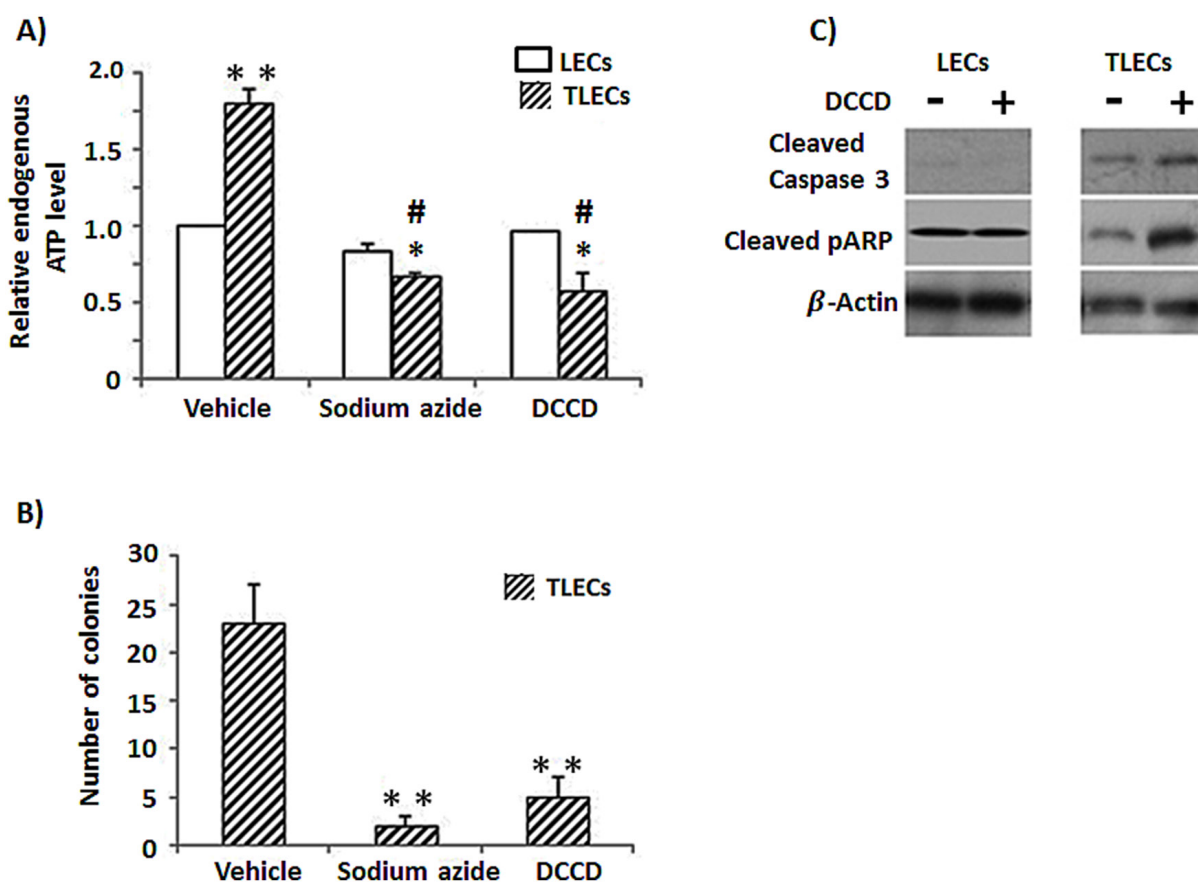 A)
LECs
TLECs
Relative endogenous
ATP level
2.0
1.5
1.0
0.5
0
* *
#
*
#
*
Vehicle
Sodium azide
DCCD
B)
TLECs
Number of colonies
30
25
20
15
10
5
0
* *
* *
Vehicle
Sodium azide
DCCD
C)
LECs
TLECs
DCCD - + - +
Cleaved
Caspase 3
Cleaved pARP
β-Actin